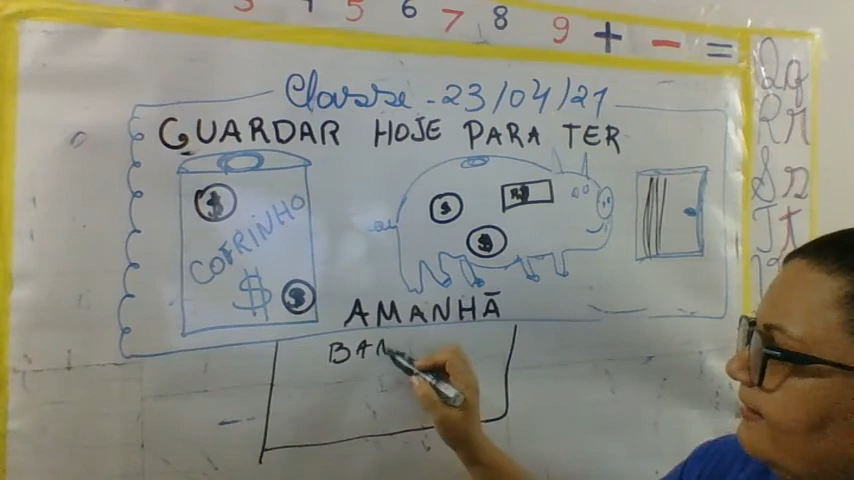 5 6 7 8 9 + - =
Classe - 23/04/21
GUARDAR HOJE PARA TER
COFRINHO
$
$
$
$
$
R$
AMANHÃ
BAN
Qq
Rr
Ss
Tt